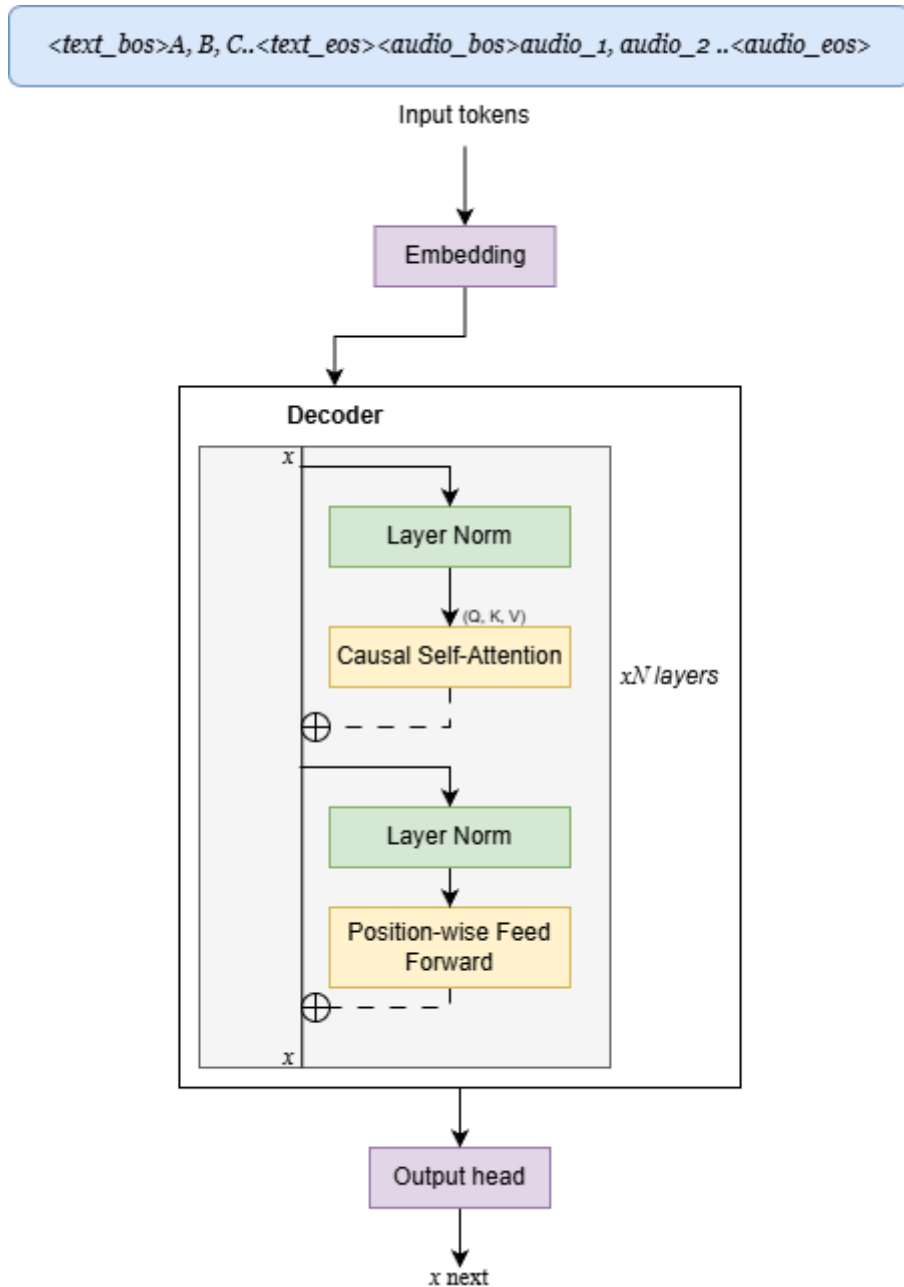 <text_bos>A, B, C..<text_eos><audio_bos>audio_1, audio_2 ..<audio_eos>
Input tokens
Embedding
Decoder
x
Layer Norm
(Q, K, V)
Causal Self-Attention
xN layers
Layer Norm
Position-wise Feed
Forward
x
Output head
x next